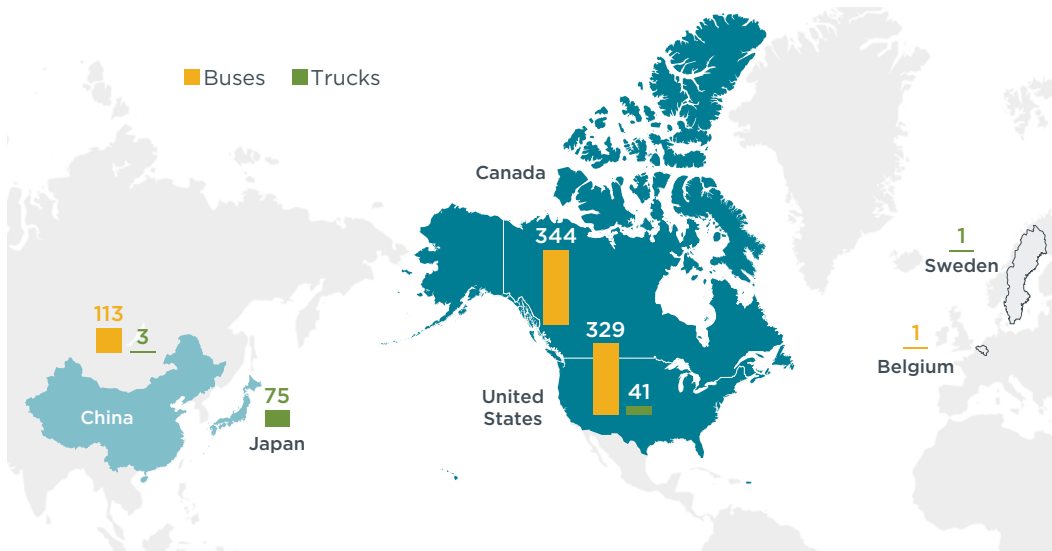 Buses Trucks
Canada
344
1
Sweden
113
3
329
1
Belgium
China
75
Japan
United
States
41